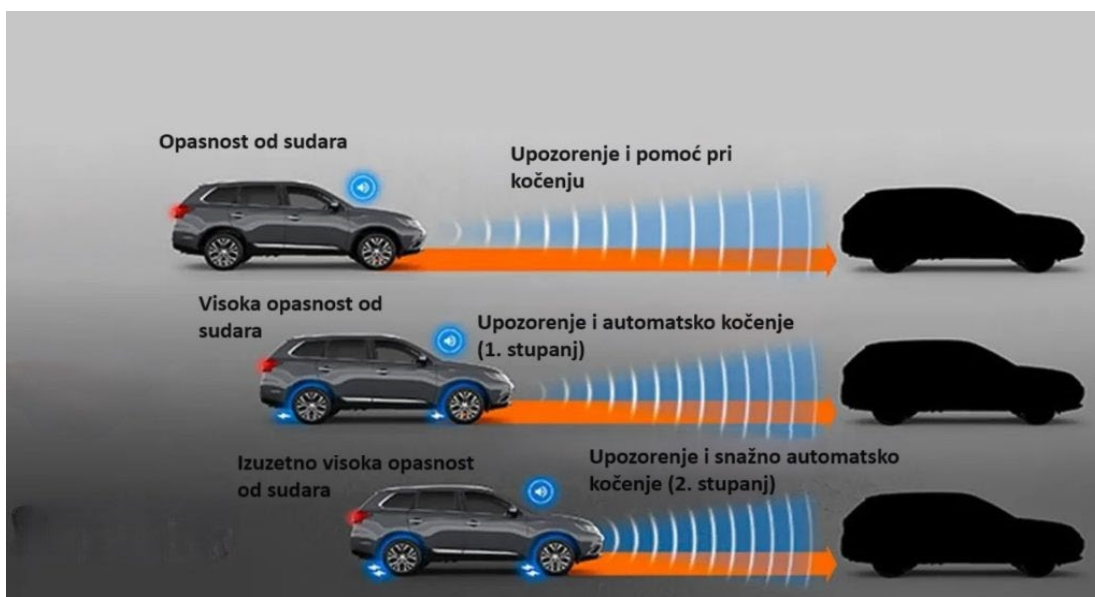 Opasnost od sudara
Upozorenje i pomoć pri
kočenju
Visoka opasnost od
sudara
Upozorenje i automatsko kočenje
(1. stupanj)
Izuzetno visoka opasnost
od sudara
Upozorenje i snažno automatsko
kočenje (2. stupanj)